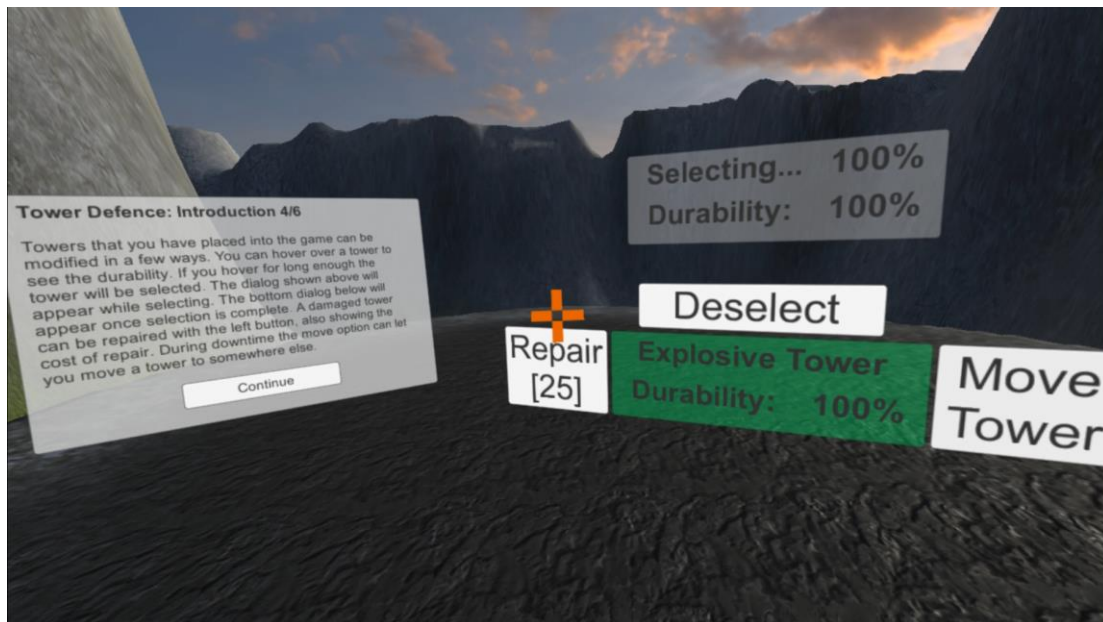 Tower Defence: Introduction 4/6
Towers that you have placed into the game can be
modified in a few ways. You can hover over a tower to
see the durability. If you hover for long enough the
tower will be selected. The dialog shown above will
appear while selecting. The bottom dialog below will
appear once selection is complete. A damaged tower
can be repaired with the left button, also showing the
cost of repair. During downtime the move option can let
you move a tower to somewhere else.
Continue
Selecting... 100%
Durability: 100%
Deselect
Repair
[25]
Explosive Tower
Durability: 100%
Move
Tower